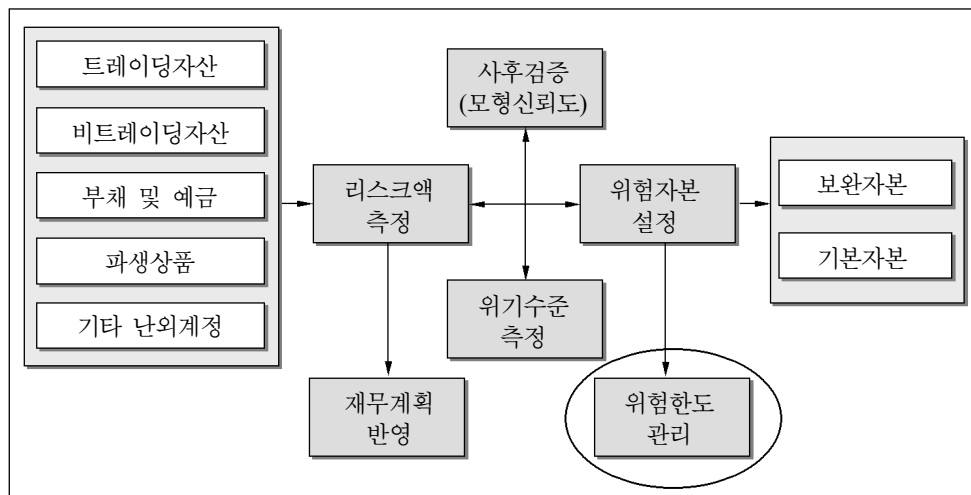 트레이딩자산
비트레이딩자산
부채 및 예금
파생상품
기타 난외계정
리스크액
측정
재무계획
반영
사후검증
(모형신뢰도)
위기수준
측정
위험자본
설정
위험한도
관리
보완자본
기본자본